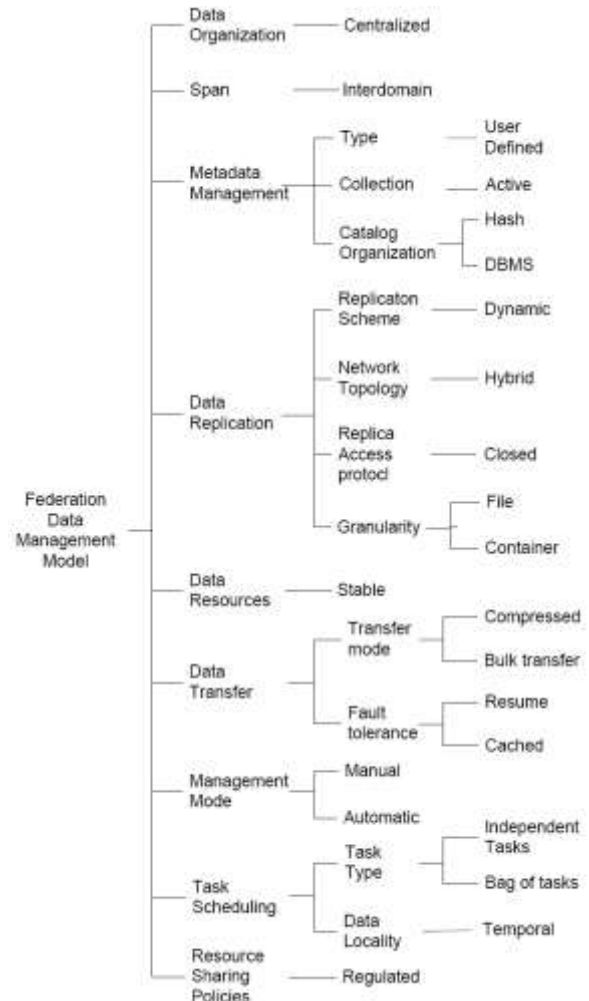 Data
Organization
Centralized
Span
Interdomain
Metadata
Management
Type
User
Defined
Collection
Active
Catalog
Organization
Hash
DBMS
Data
Replication
Replicaton
Scheme
Dynamic
Network
Topology
Hybrid
Replica
Access
protocl
Closed
Granularity
File
Container
Federation
Data
Management
Model
Data
Resources
Stable
Data
Transfer
Transfer
mode
Compressed
Bulk transfer
Fault
tolerance
Resume
Cached
Management
Mode
Manual
Automatic
Task
Scheduling
Task
Type
Independent
Tasks
Bag of tasks
Data
Locality
Temporal
Resource
Sharing
Policies
Regulated